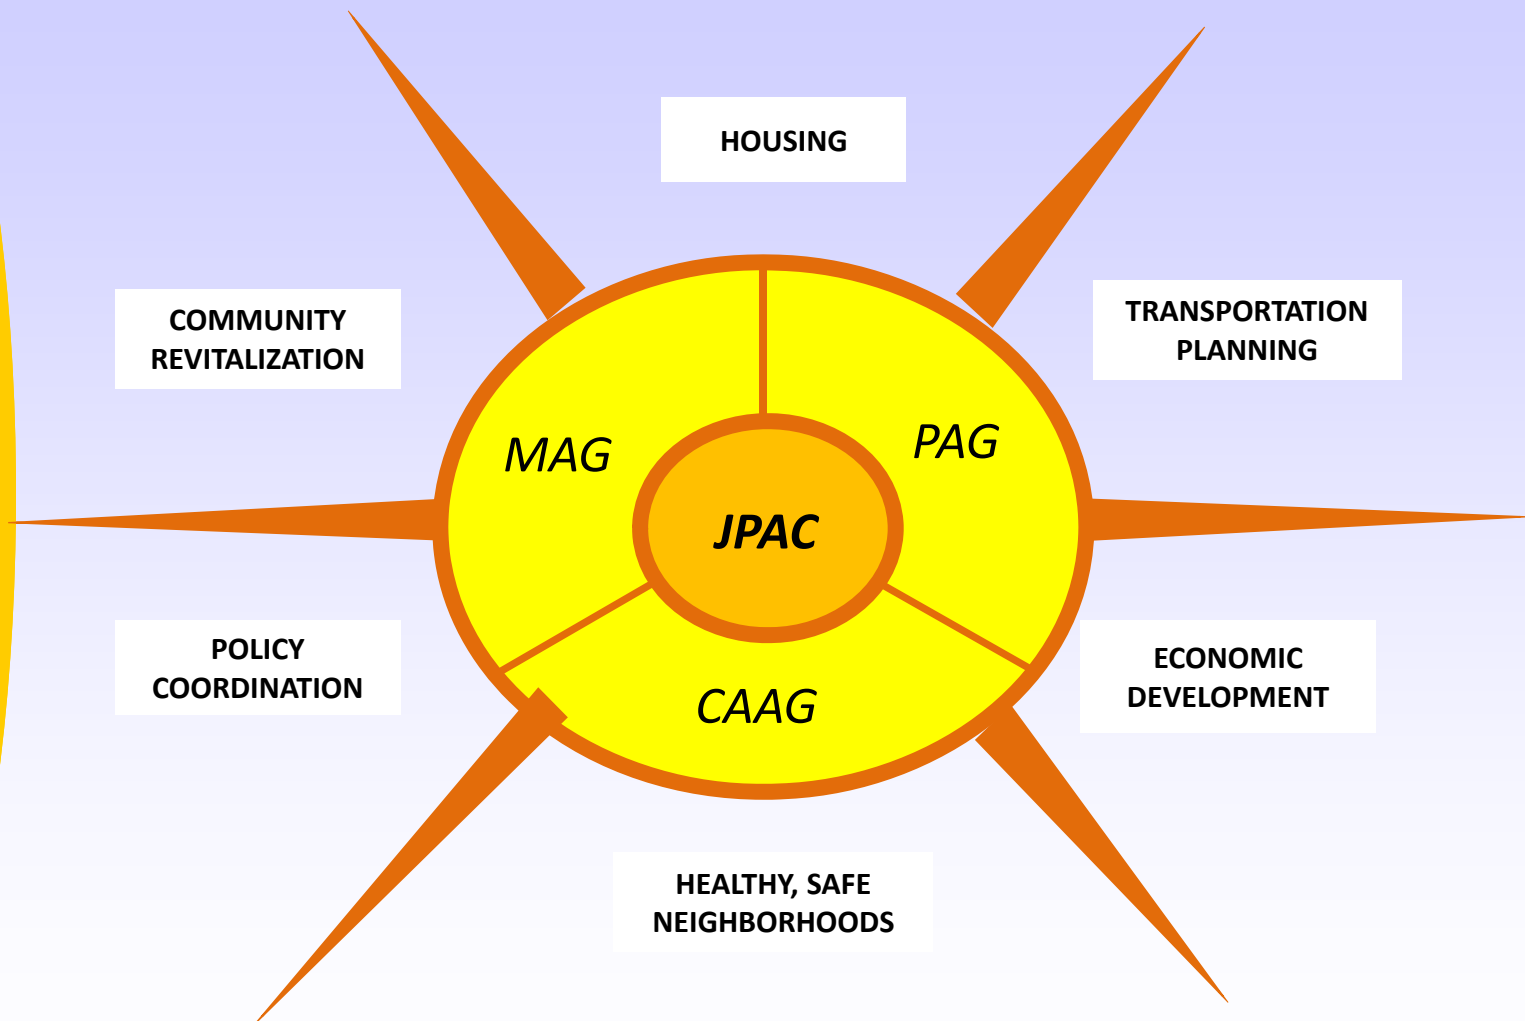 HOUSING
COMMUNITY
REVITALIZATION
TRANSPORTATION
PLANNING
MAG
PAG
JPAC
POLICY
COORDINATION
ECONOMIC
DEVELOPMENT
CAAG
HEALTHY, SAFE
NEIGHBORHOODS